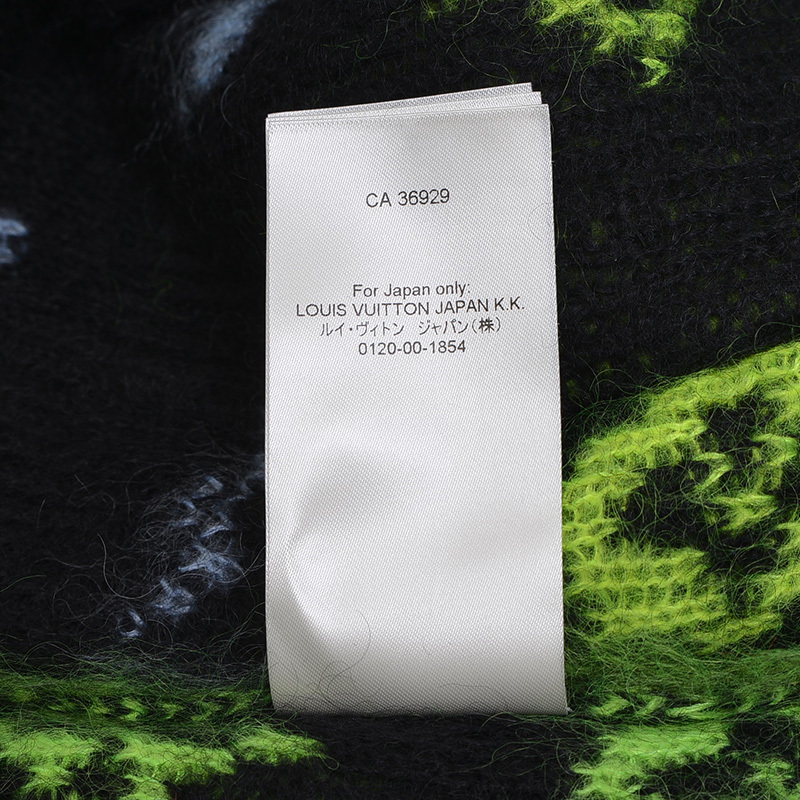 CA 36929
For Japan only:
LOUIS VUITTON JAPAN K.K.
ルイ・ヴィトン　ジャパン(株)
0120-00-1854